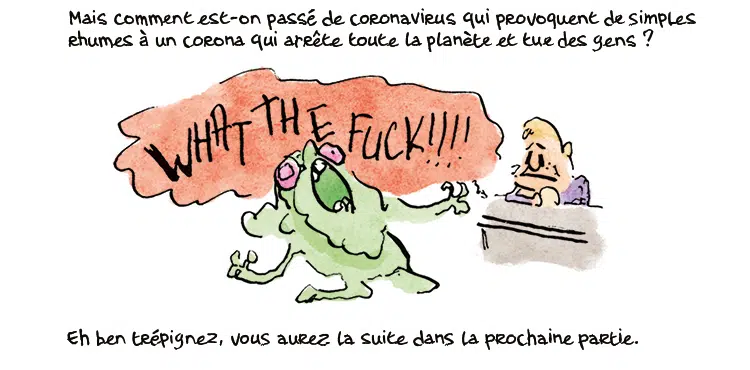 Mais comment est-on passé de coronavirus qui provoquent de simples
rhumes à un corona qui arrête toute la planète et tue des gens ?
WHAT THE FUCK!!!!
Eh ben trépignez, vous aurez la suite dans la prochaine partie.